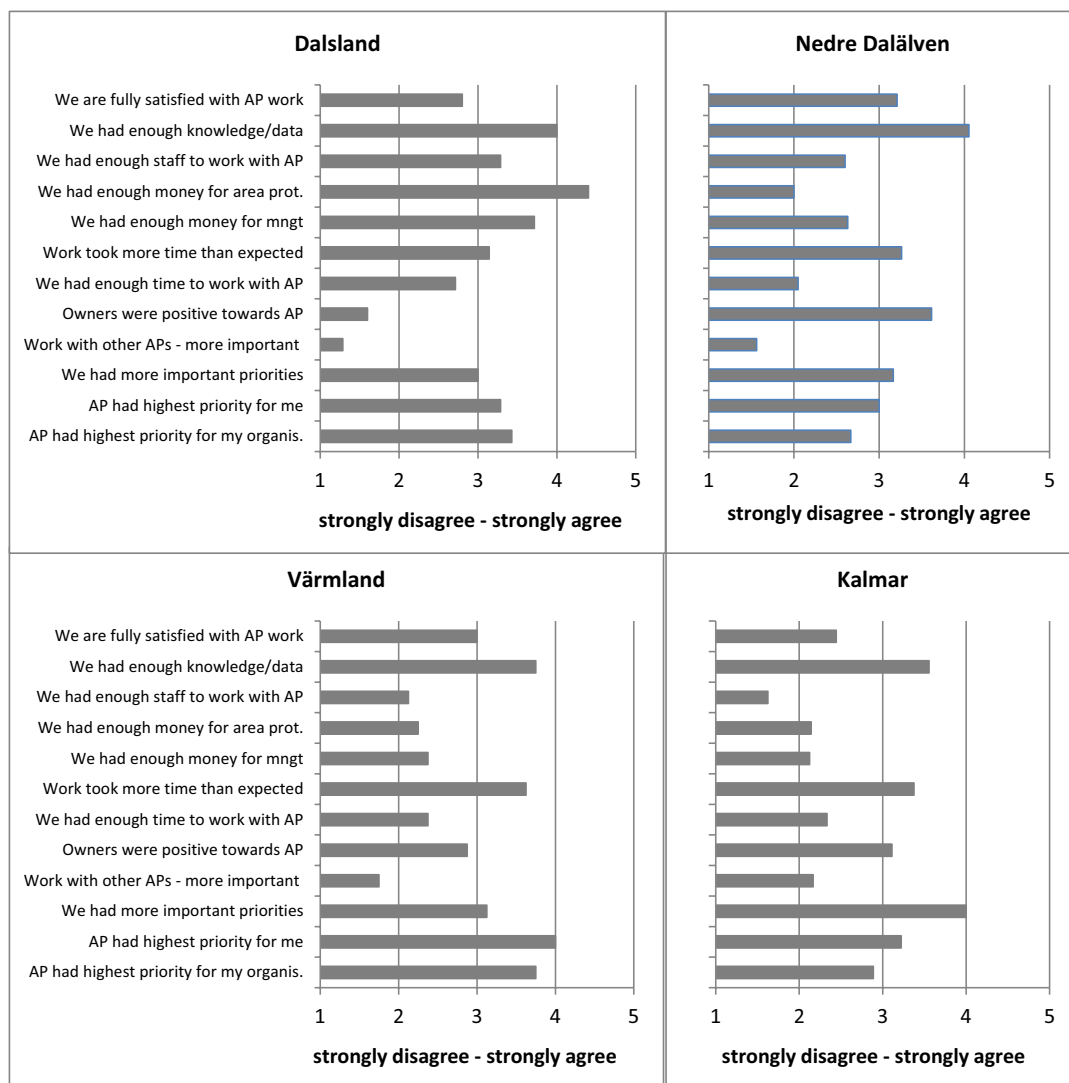 Dalsland
We are fully satisfied with AP work
We had enough knowledge/data
We had enough staff to work with AP
We had enough money for area prot.
We had enough money for mngt
Work took more time than expected
We had enough time to work with AP
Owners were positive towards AP
Work with other APs - more important
We had more important priorities
AP had highest priority for me
AP had highest priority for my organis.
1 2 3 4 5
strongly disagree - strongly agree
Nedre Dalälven
1 2 3 4 5
strongly disagree - strongly agree
Värmland
We are fully satisfied with AP work
We had enough knowledge/data
We had enough staff to work with AP
We had enough money for area prot.
We had enough money for mngt
Work took more time than expected
We had enough time to work with AP
Owners were positive towards AP
Work with other APs - more important
We had more important priorities
AP had highest priority for me
AP had highest priority for my organis.
1 2 3 4 5
strongly disagree - strongly agree
Kalmar
1 2 3 4 5
strongly disagree - strongly agree